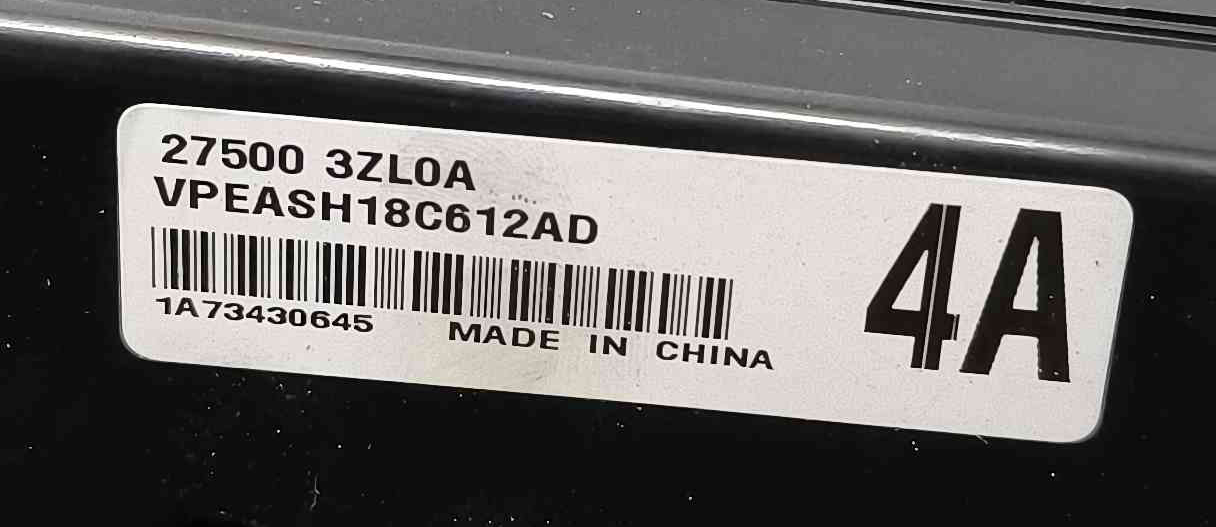 27500 3ZL0A
VPEASH18C612AD
1A73430645 MADE IN CHINA
4A